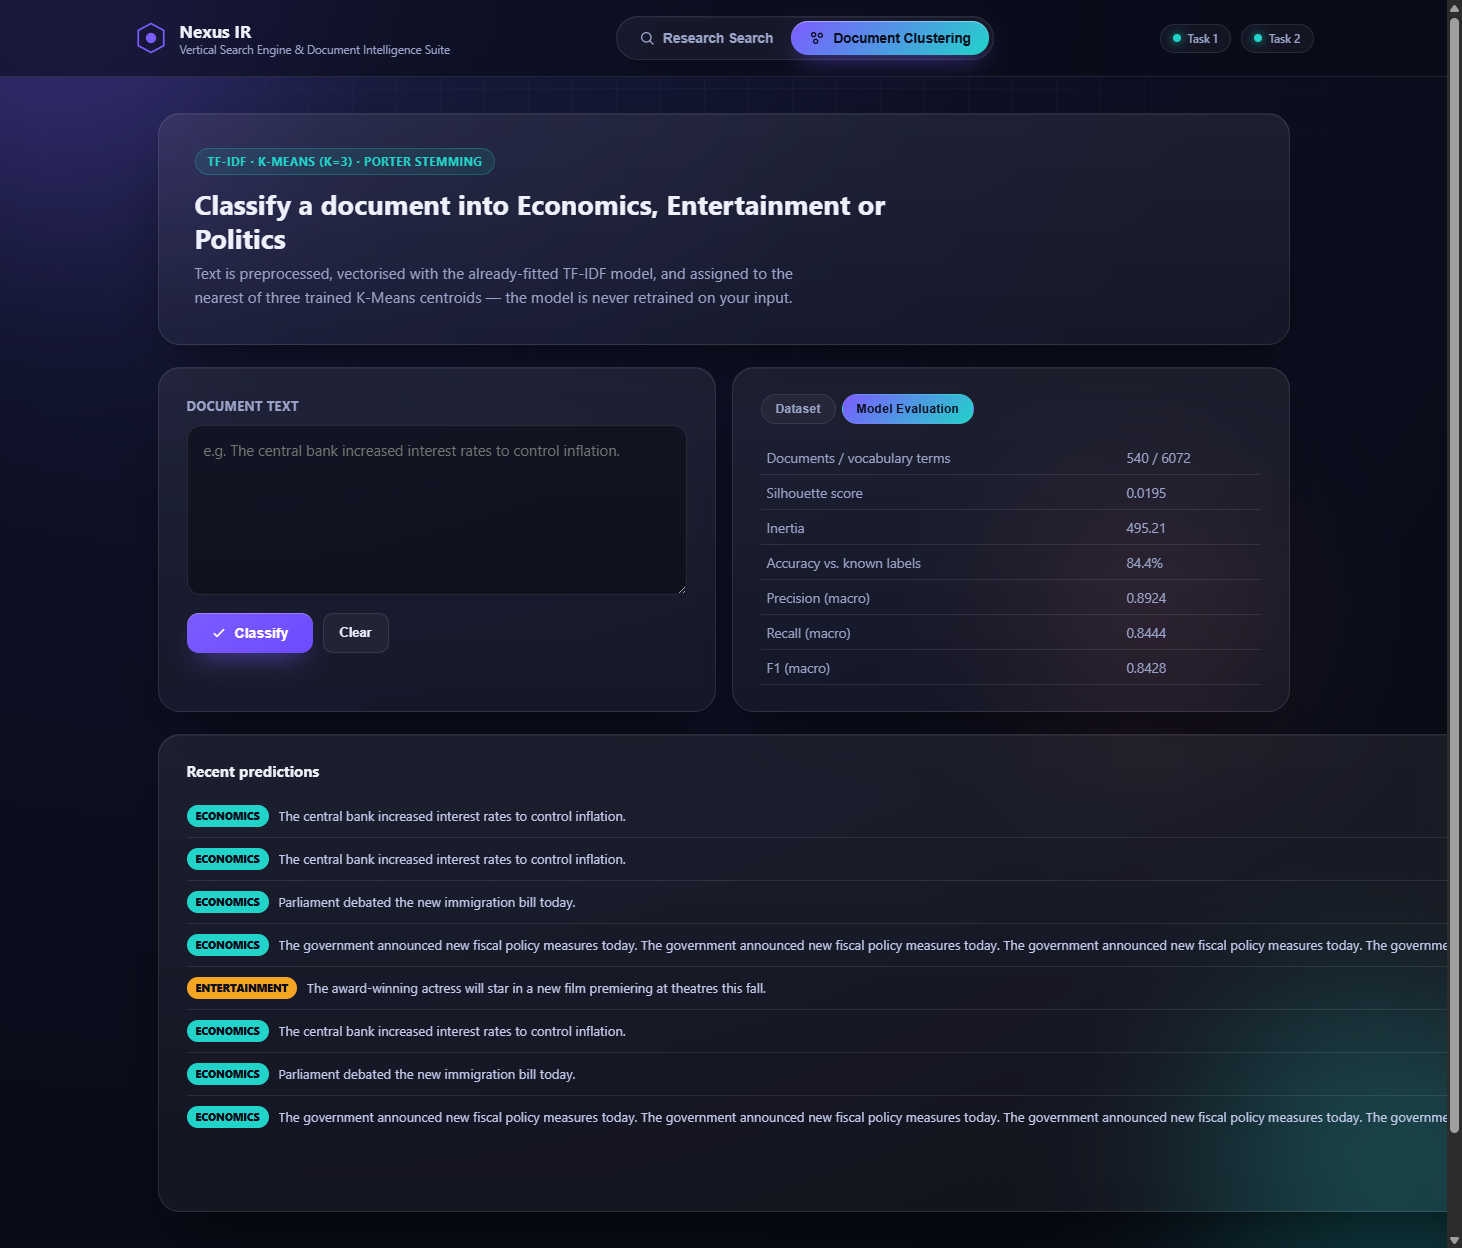 Nexus IR
Vertical Search Engine & Document Intelligence Suite
Research Search
Document Clustering
Task 1
Task 2
TF-IDF · K-MEANS (K=3) · PORTER STEMMING
Classify a document into Economics, Entertainment or
Politics
Text is preprocessed, vectorised with the already-fitted TF-IDF model, and assigned to the
nearest of three trained K-Means centroids — the model is never retrained on your input.
DOCUMENT TEXT
e.g. The central bank increased interest rates to control inflation.
Classify
Clear
Dataset
Model Evaluation
Documents / vocabulary terms 540 / 6072
Silhouette score 0.0195
Inertia 495.21
Accuracy vs. known labels 84.4%
Precision (macro) 0.8924
Recall (macro) 0.8444
F1 (macro) 0.8428
Recent predictions
ECONOMICS The central bank increased interest rates to control inflation.
ECONOMICS The central bank increased interest rates to control inflation.
ECONOMICS Parliament debated the new immigration bill today.
ECONOMICS The government announced new fiscal policy measures today. The government announced new fiscal policy measures today. The government announced new fiscal policy measures today. The governme
ENTERTAINMENT The award-winning actress will star in a new film premiering at theatres this fall.
ECONOMICS The central bank increased interest rates to control inflation.
ECONOMICS Parliament debated the new immigration bill today.
ECONOMICS The government announced new fiscal policy measures today. The government announced new fiscal policy measures today. The government announced new fiscal policy measures today. The governme